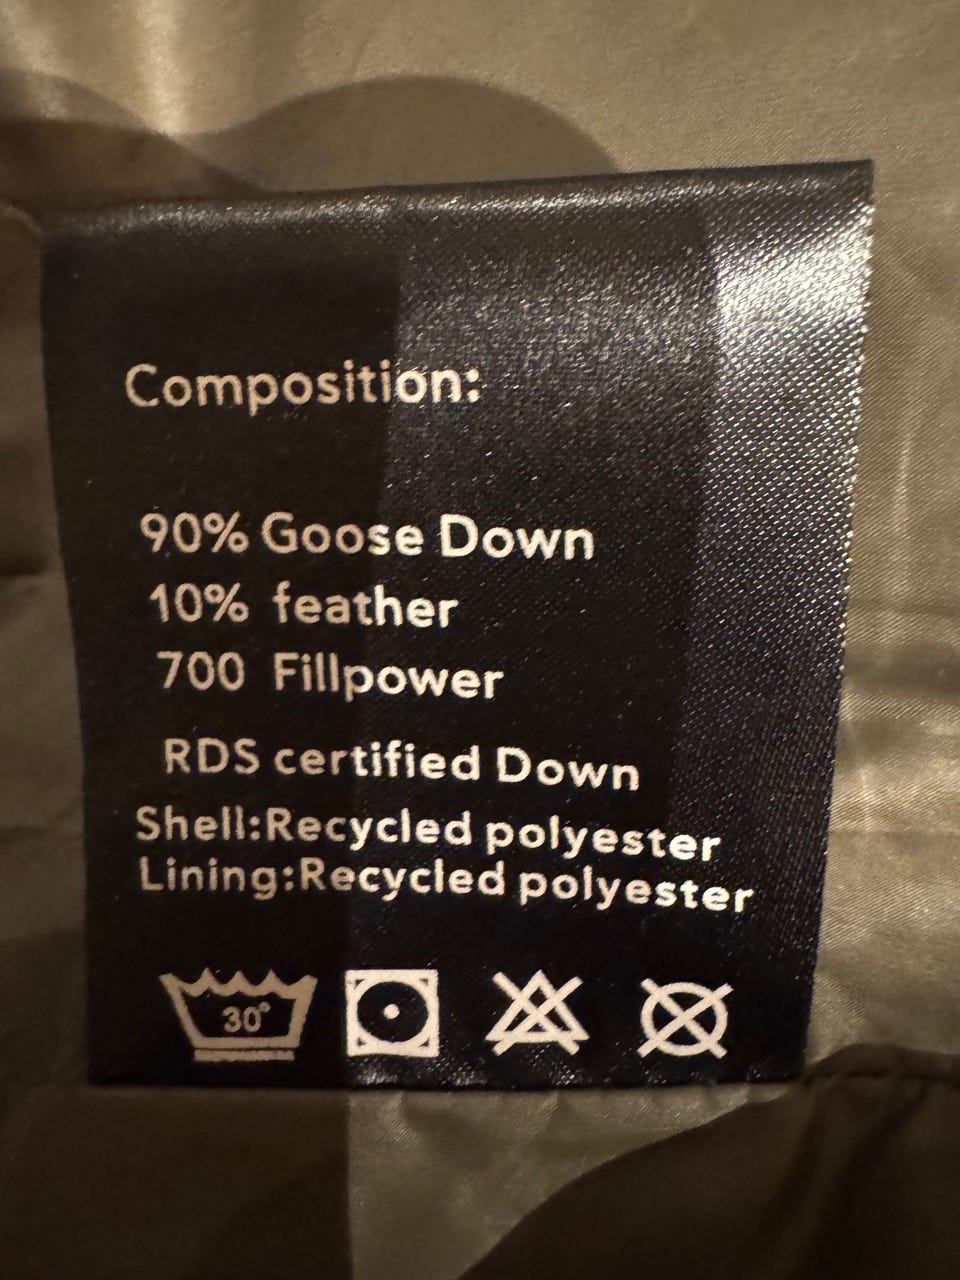 Composition:
90% Goose Down
10% feather
700 Fillpower
RDS certified Down
Shell:Recycled polyester
Lining:Recycled polyester
30°